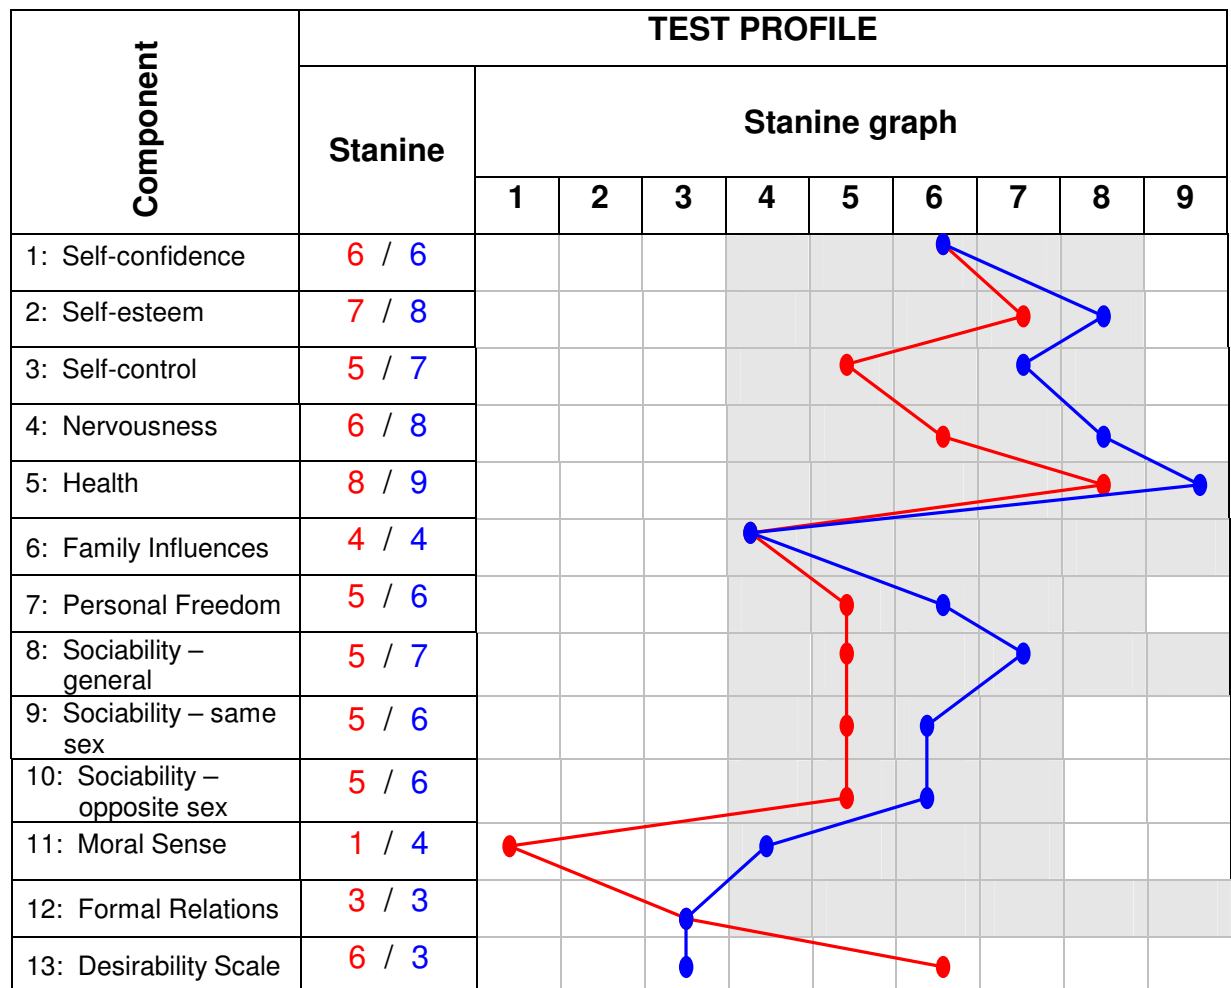 TEST PROFILE
Component
Stanine
Stanine graph
1 2 3 4 5 6 7 8 9
1: Self-confidence 6 / 6
2: Self-esteem 7 / 8
3: Self-control 5 / 7
4: Nervousness 6 / 8
5: Health 8 / 9
6: Family Influences 4 / 4
7: Personal Freedom 5 / 6
8: Sociability –
general 5 / 7
9: Sociability – same
sex 5 / 6
10: Sociability –
opposite sex 5 / 6
11: Moral Sense 1 / 4
12: Formal Relations 3 / 3
13: Desirability Scale 6 / 3